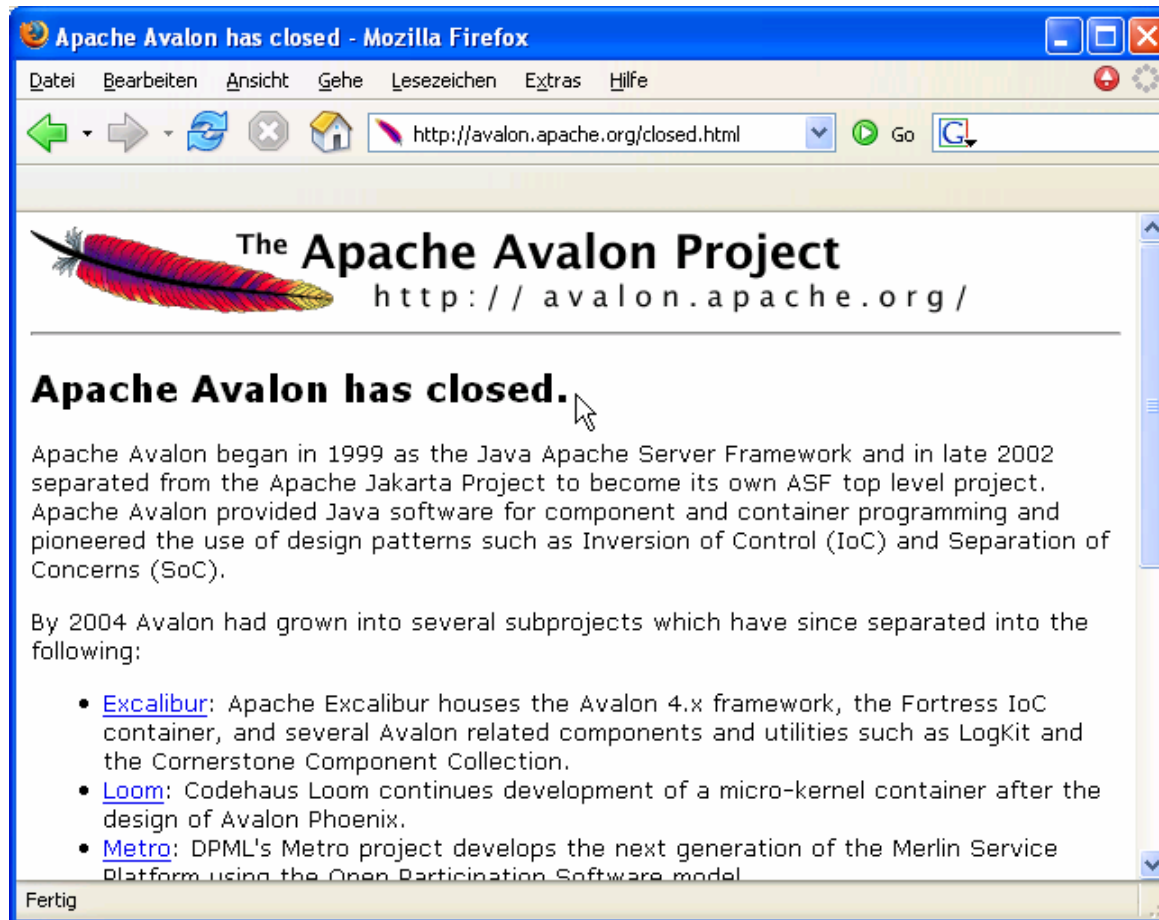 Apache Avalon has closed - Mozilla Firefox
Datei Bearbeiten Ansicht Gehe Lesezeichen Extras Hilfe
http://avalon.apache.org/closed.html Go G
The Apache Avalon Project
http://avalon.apache.org/
Apache Avalon has closed.
Apache Avalon began in 1999 as the Java Apache Server Framework and in late 2002
separated from the Apache Jakarta Project to become its own ASF top level project.
Apache Avalon provided Java software for component and container programming and
pioneered the use of design patterns such as Inversion of Control (IoC) and Separation of
Concerns (SoC).
By 2004 Avalon had grown into several subprojects which have since separated into the
following:
• Excalibur: Apache Excalibur houses the Avalon 4.x framework, the Fortress IoC
container, and several Avalon related components and utilities such as LogKit and
the Cornerstone Component Collection.
• Loom: Codehaus Loom continues development of a micro-kernel container after the
design of Avalon Phoenix.
• Metro: DPML's Metro project develops the next generation of the Merlin Service
Platform using the Open Participation Software model
Fertig